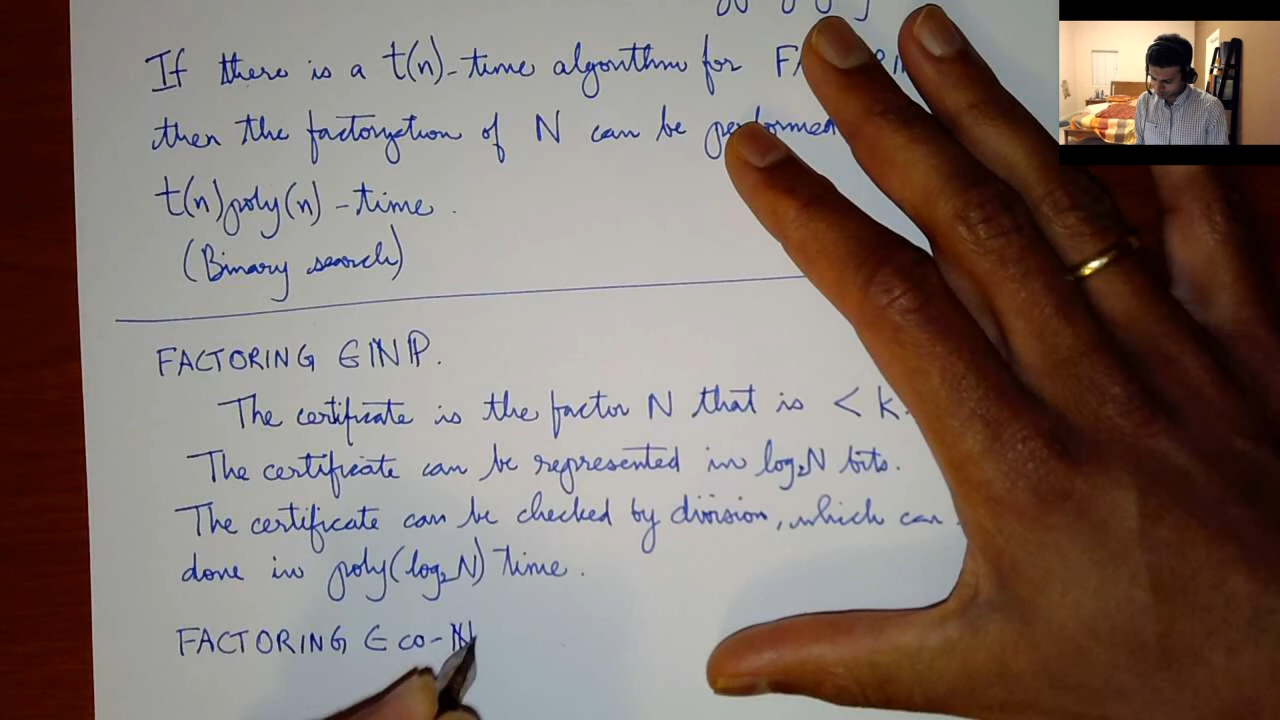 If there is a t(n)-time algorithm for
then the factorization of N can be performed
t(n)poly(n)-time.
(Binary search)
FACTORING ∈ NP.
The certificate is the factor N that is < k.
The certificate can be represented in log₂N bits.
The certificate can be checked by division, which can
done in poly(log₂N) time.
FACTORING ∈ co-N